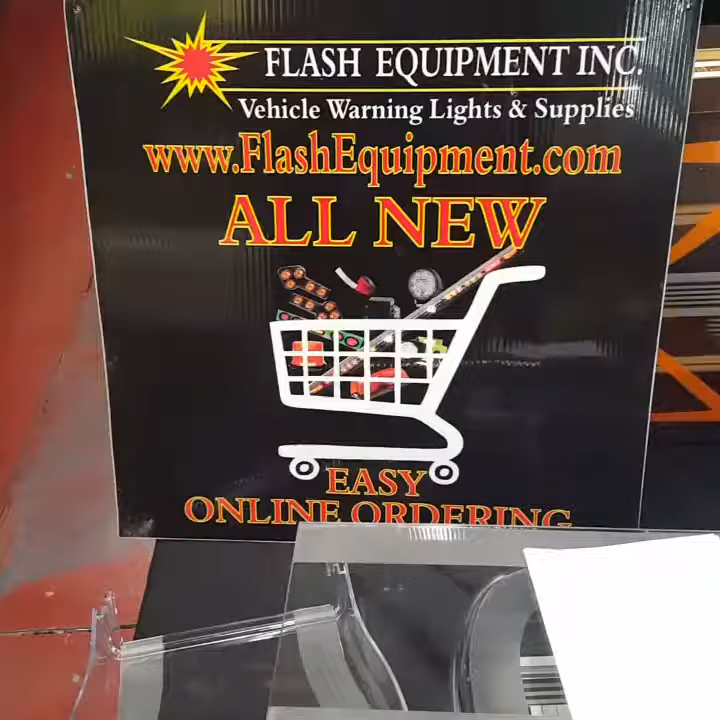 FLASH EQUIPMENT INC.
Vehicle Warning Lights & Supplies
www.FlashEquipment.com
ALL NEW
EASY
ONLINE ORDERING